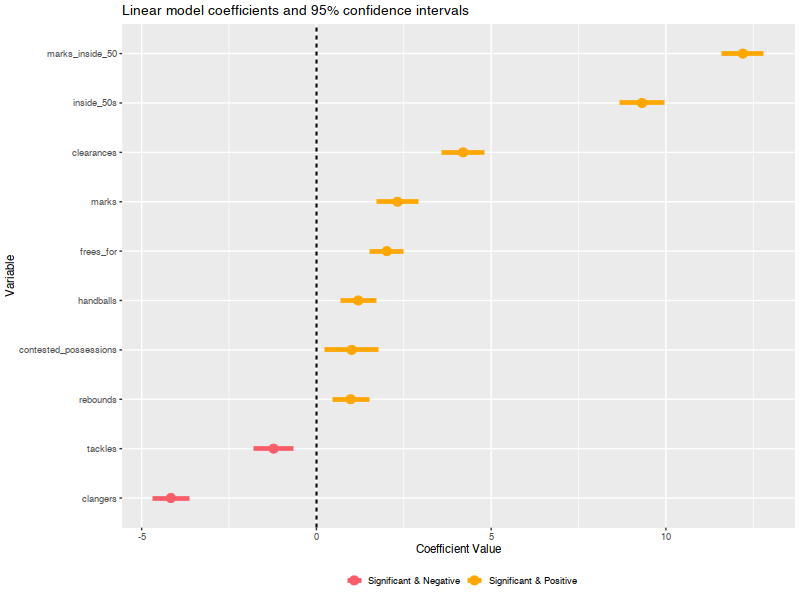 Linear model coefficients and 95% confidence intervals
marks_inside_50
inside_50s
clearances
marks
frees_for
handballs
contested_possessions
rebounds
tackles
clangers
Variable
-5 0 5 10
Coefficient Value
Significant & Negative Significant & Positive